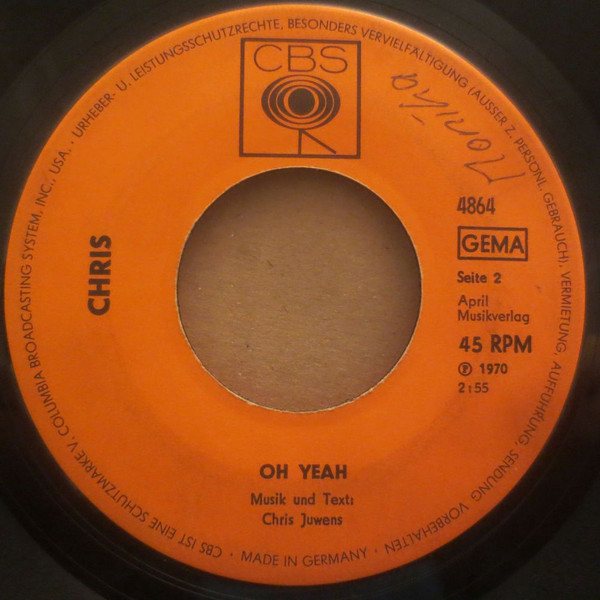 CBS
Monika
4864
GEMA
Seite 2
April
Musikverlag
45 RPM
Ⓟ 1970
2:55
CHRIS
OH YEAH
Musik und Text:
Chris Juwens
CBS IST EINE SCHUTZMARKE V. COLUMBIA BROADCASTING SYSTEM, INC., USA. · URHEBER- U. LEISTUNGSSCHUTZRECHTE, BESONDERS VERVIELFÄLTIGUNG (AUSSER Z. PERSÖNL. GEBRAUCH), VERMIETUNG, AUFFÜHRUNG, SENDUNG VORBEHALTEN · MADE IN GERMANY ·